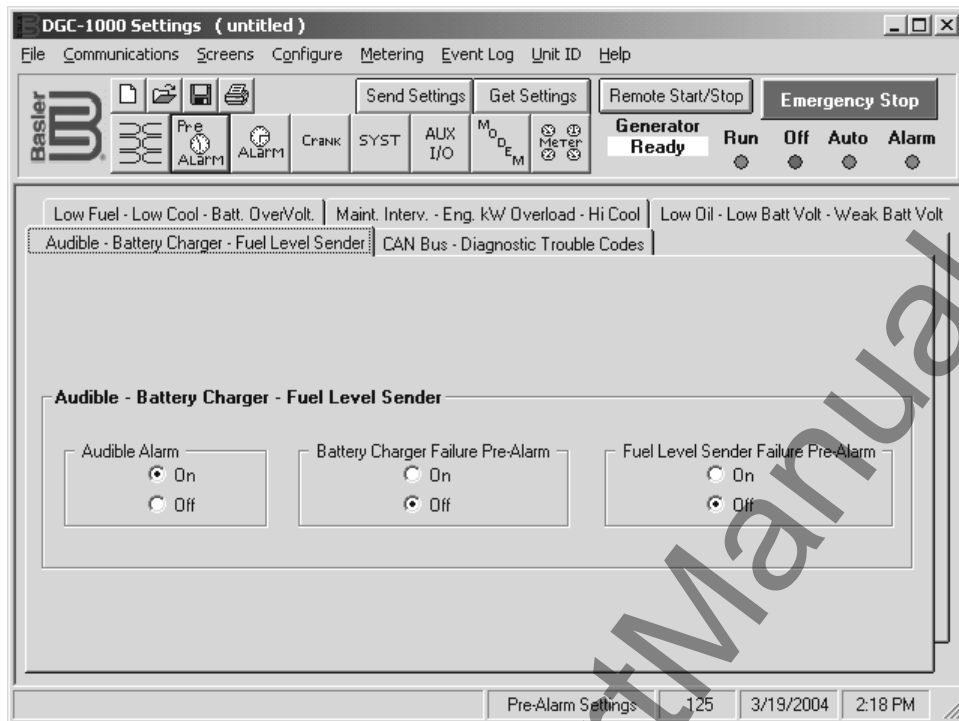 DGC-1000 Settings ( untitled )
File Communications Screens Configure Metering Event Log Unit ID Help
Basler
Send Settings Get Settings Remote Start/Stop Emergency Stop
Pre Alarm Alarm Crank SYST AUX I/O Modem Meter
Generator Ready Run Off Auto Alarm
Low Fuel - Low Cool - Batt. OverVolt. Maint. Interv. - Eng. kW Overload - Hi Cool Low Oil - Low Batt Volt - Weak Batt Volt
Audible - Battery Charger - Fuel Level Sender CAN Bus - Diagnostic Trouble Codes
Audible - Battery Charger - Fuel Level Sender
Audible Alarm Battery Charger Failure Pre-Alarm Fuel Level Sender Failure Pre-Alarm
On On On
Off Off Off
Pre-Alarm Settings 125 3/19/2004 2:18 PM